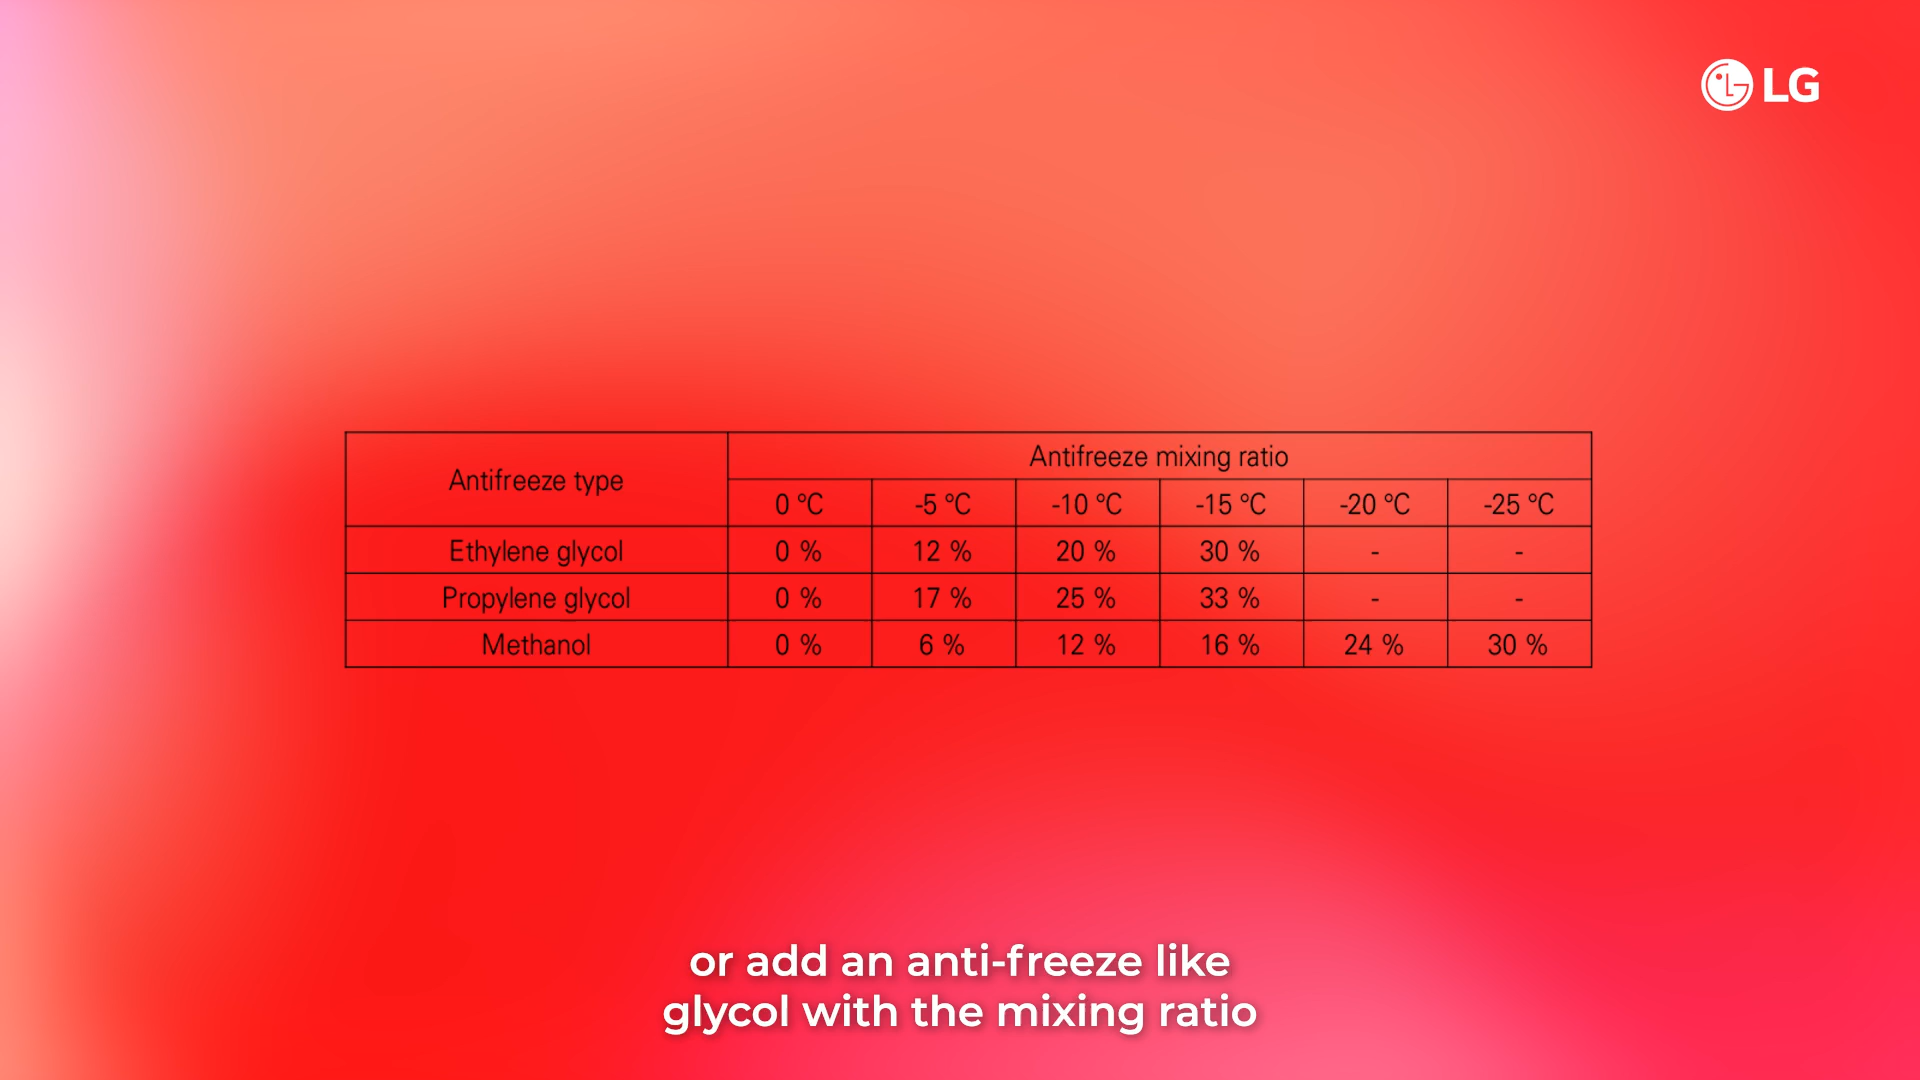 LG
Antifreeze type
Antifreeze mixing ratio
0 °C -5 °C -10 °C -15 °C -20 °C -25 °C
Ethylene glycol 0 % 12 % 20 % 30 % - -
Propylene glycol 0 % 17 % 25 % 33 % - -
Methanol 0 % 6 % 12 % 16 % 24 % 30 %
or add an anti-freeze like
glycol with the mixing ratio